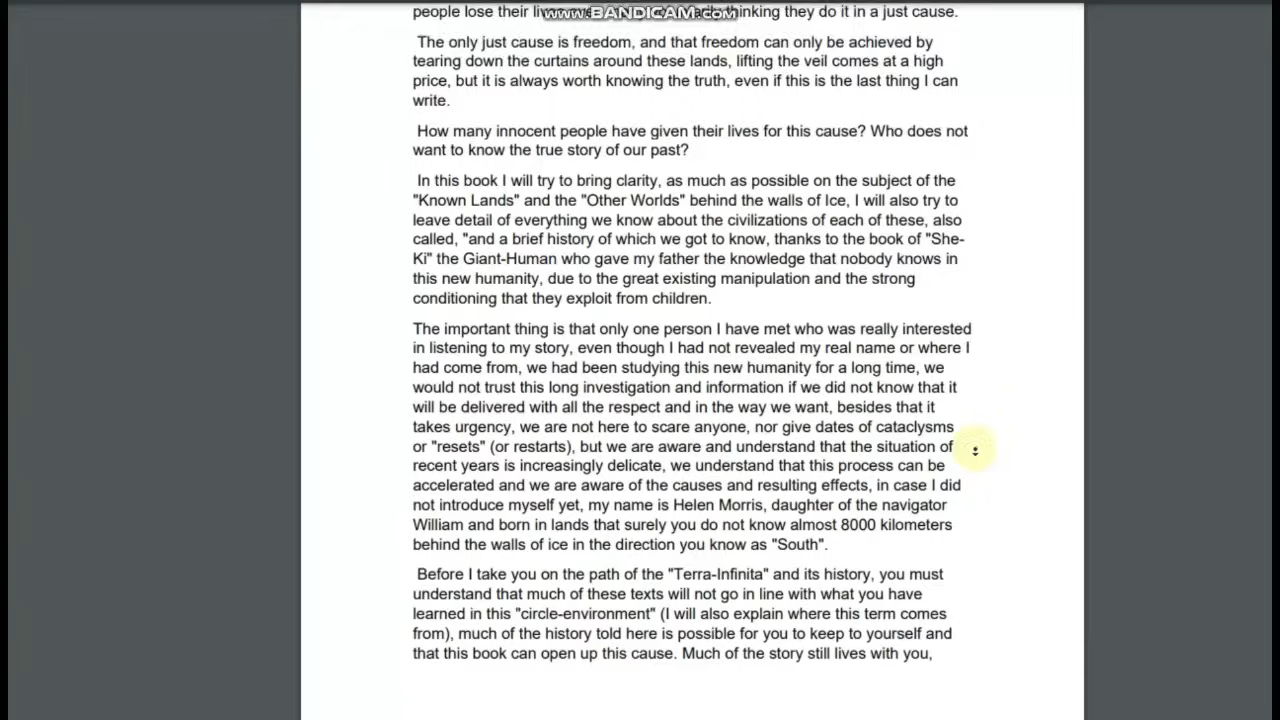 people lose their
www.BANDICAM.com
thinking they do it in a just cause.
The only just cause is freedom, and that freedom can only be achieved by
tearing down the curtains around these lands, lifting the veil comes at a high
price, but it is always worth knowing the truth, even if this is the last thing I can
write.
How many innocent people have given their lives for this cause? Who does not
want to know the true story of our past?
In this book I will try to bring clarity, as much as possible on the subject of the
"Known Lands" and the "Other Worlds" behind the walls of Ice, I will also try to
leave detail of everything we know about the civilizations of each of these, also
called, "and a brief history of which we got to know, thanks to the book of "She-
Ki" the Giant-Human who gave my father the knowledge that nobody knows in
this new humanity, due to the great existing manipulation and the strong
conditioning that they exploit from children.
The important thing is that only one person I have met who was really interested
in listening to my story, even though I had not revealed my real name or where I
had come from, we had been studying this new humanity for a long time, we
would not trust this long investigation and information if we did not know that it
will be delivered with all the respect and in the way we want, besides that it
takes urgency, we are not here to scare anyone, nor give dates of cataclysms
or "resets" (or restarts), but we are aware and understand that the situation of
recent years is increasingly delicate, we understand that this process can be
accelerated and we are aware of the causes and resulting effects, in case I did
not introduce myself yet, my name is Helen Morris, daughter of the navigator
William and born in lands that surely you do not know almost 8000 kilometers
behind the walls of ice in the direction you know as "South".
Before I take you on the path of the "Terra-Infinita" and its history, you must
understand that much of these texts will not go in line with what you have
learned in this "circle-environment" (I will also explain where this term comes
from), much of the history told here is possible for you to keep to yourself and
that this book can open up this cause. Much of the story still lives with you,